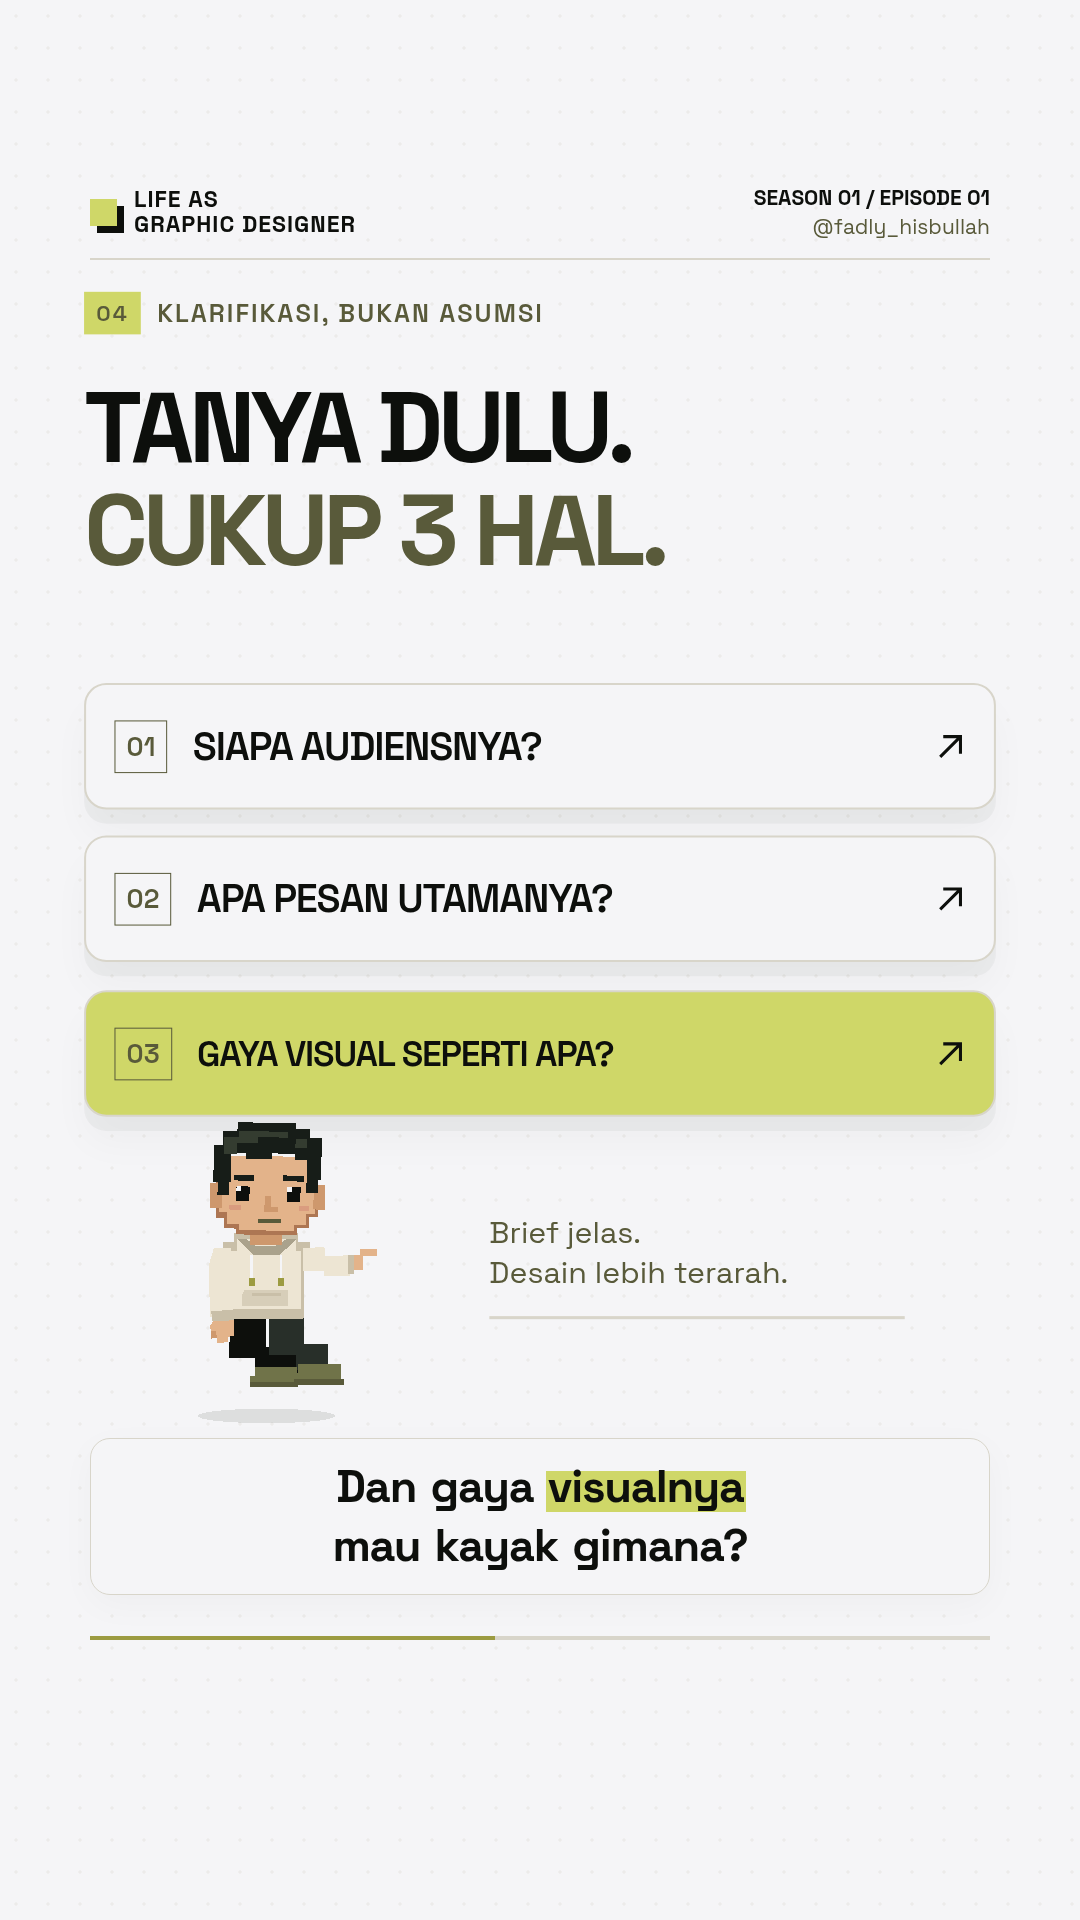 LIFE AS
GRAPHIC DESIGNER
SEASON 01 / EPISODE 01
@fadly_hisbullah
04 KLARIFIKASI, BUKAN ASUMSI
TANYA DULU.
CUKUP 3 HAL.
01 SIAPA AUDIENSNYA?
02 APA PESAN UTAMANYA?
03 GAYA VISUAL SEPERTI APA?
Brief jelas.
Desain lebih terarah.
Dan gaya visualnya
mau kayak gimana?